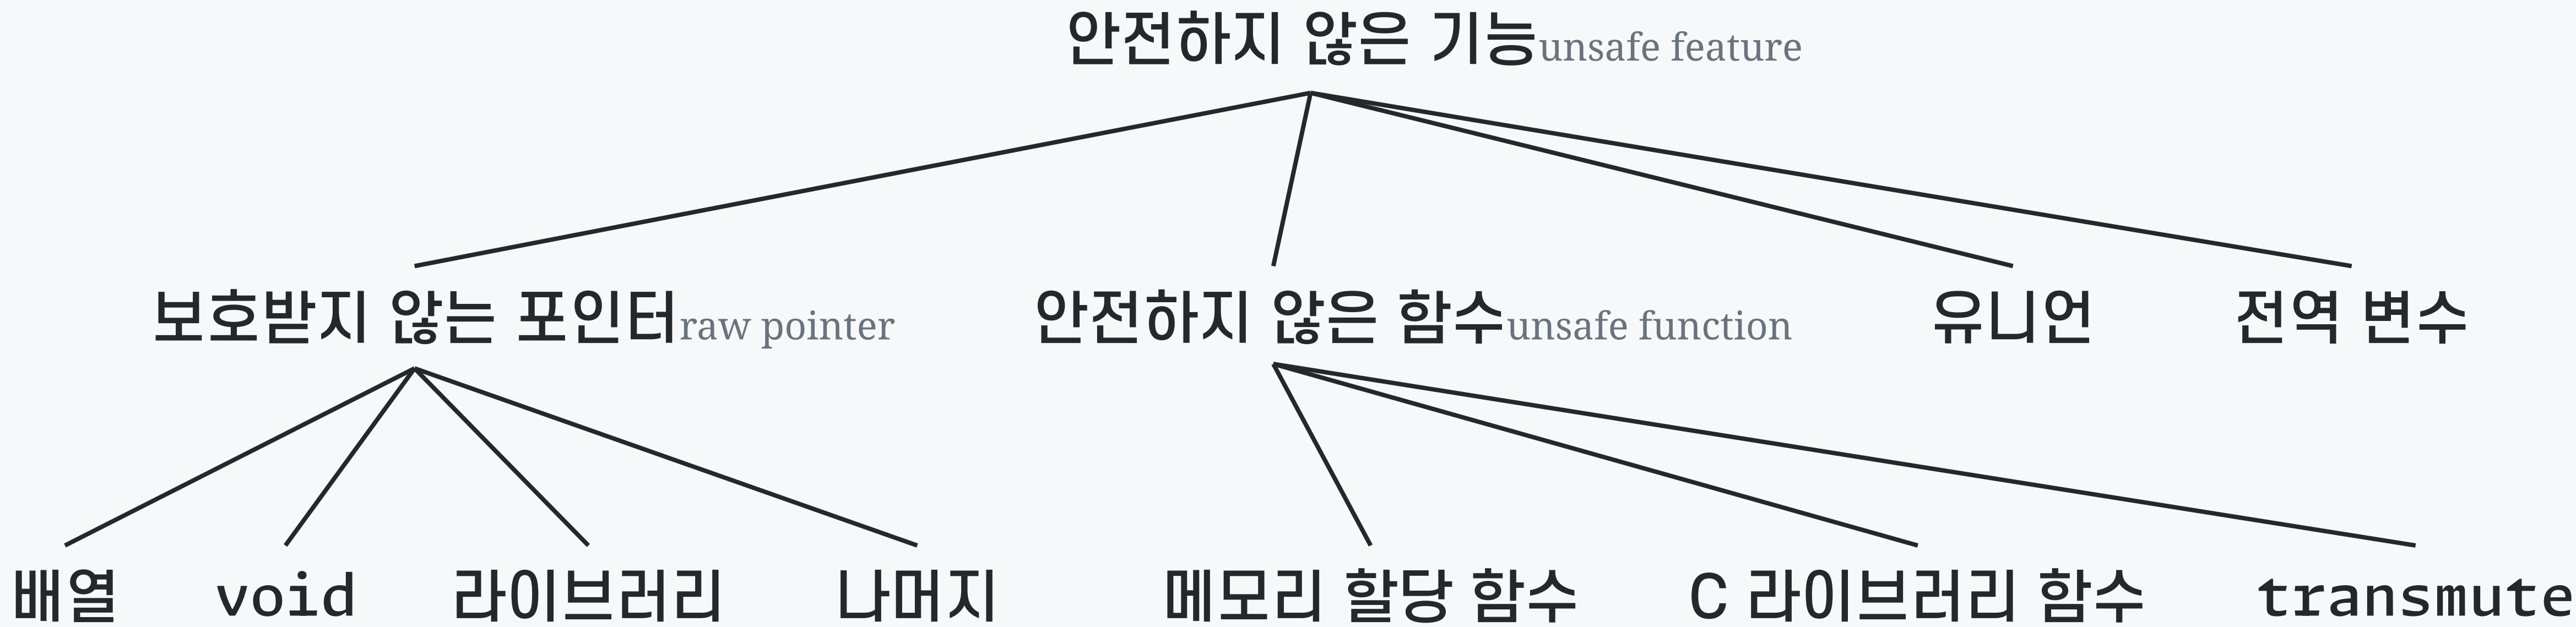 안전하지 않은 기능unsafe feature
보호받지 않는 포인터raw pointer 안전하지 않은 함수unsafe function 유니언 전역 변수
배열 void 라이브러리 나머지 메모리 할당 함수 C 라이브러리 함수 transmute